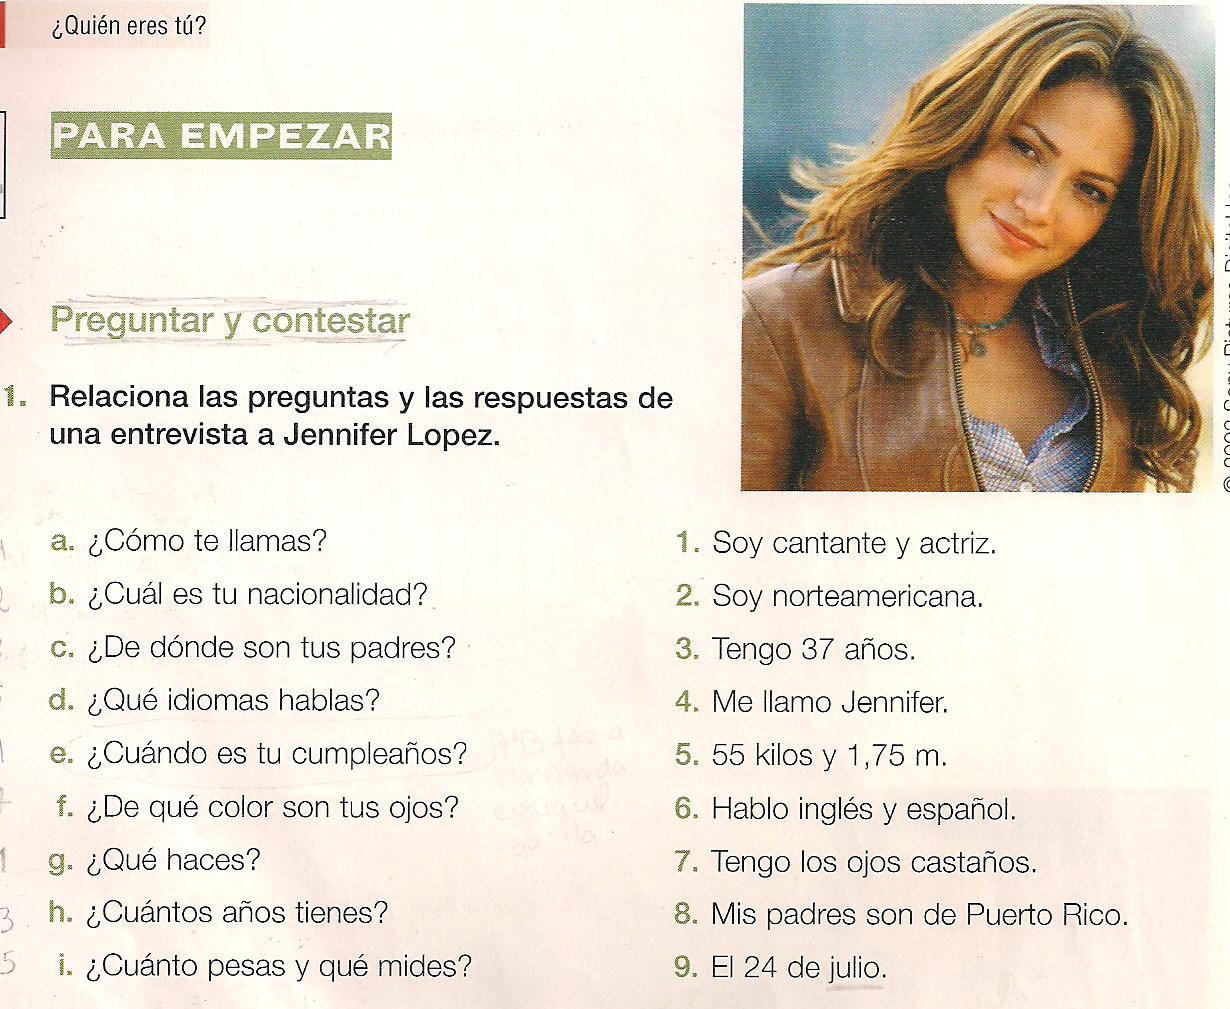 ¿Quién eres tú?
PARA EMPEZAR
Preguntar y contestar
1. Relaciona las preguntas y las respuestas de
una entrevista a Jennifer Lopez.
a. ¿Cómo te llamas?
b. ¿Cuál es tu nacionalidad?
c. ¿De dónde son tus padres?
d. ¿Qué idiomas hablas?
e. ¿Cuándo es tu cumpleaños?
f. ¿De qué color son tus ojos?
g. ¿Qué haces?
3 h. ¿Cuántos años tienes?
5 i. ¿Cuánto pesas y qué mides?
1. Soy cantante y actriz.
2. Soy norteamericana.
3. Tengo 37 años.
4. Me llamo Jennifer.
5. 55 kilos y 1,75 m.
6. Hablo inglés y español.
7. Tengo los ojos castaños.
8. Mis padres son de Puerto Rico.
9. El 24 de julio.